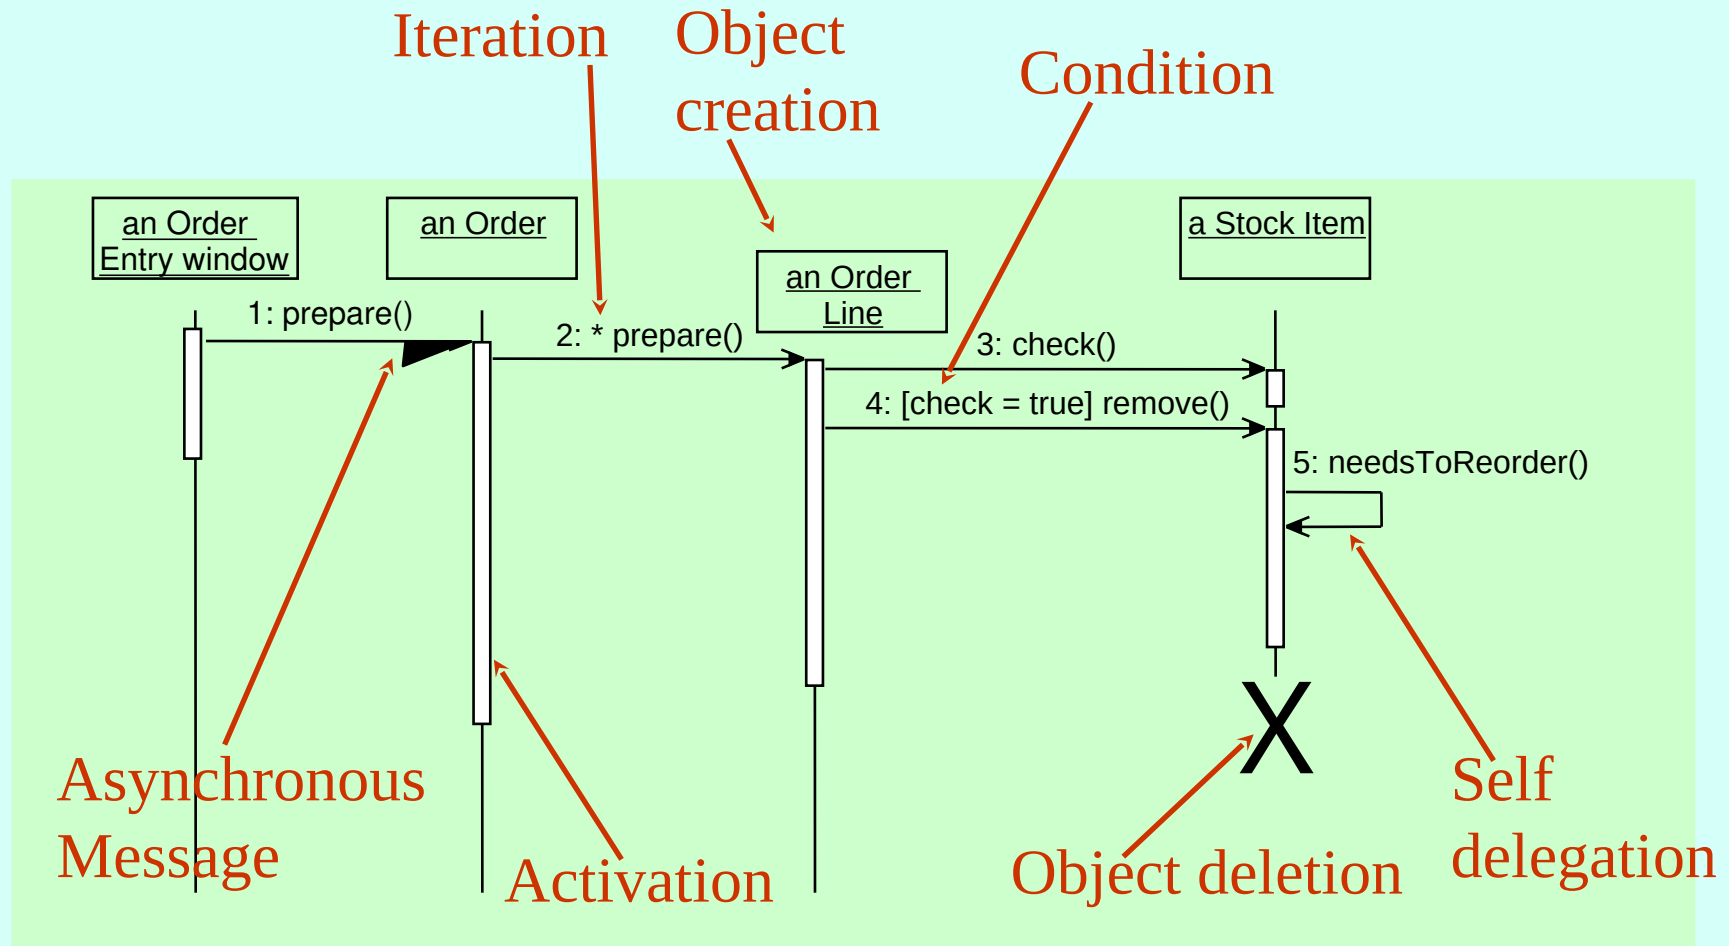 Iteration
Object
creation
Condition
an Order
Entry window
an Order
an Order
Line
a Stock Item
1: prepare()
2: * prepare()
3: check()
4: [check = true] remove()
5: needsToReorder()
X
Asynchronous
Message
Activation
Object deletion
Self
delegation